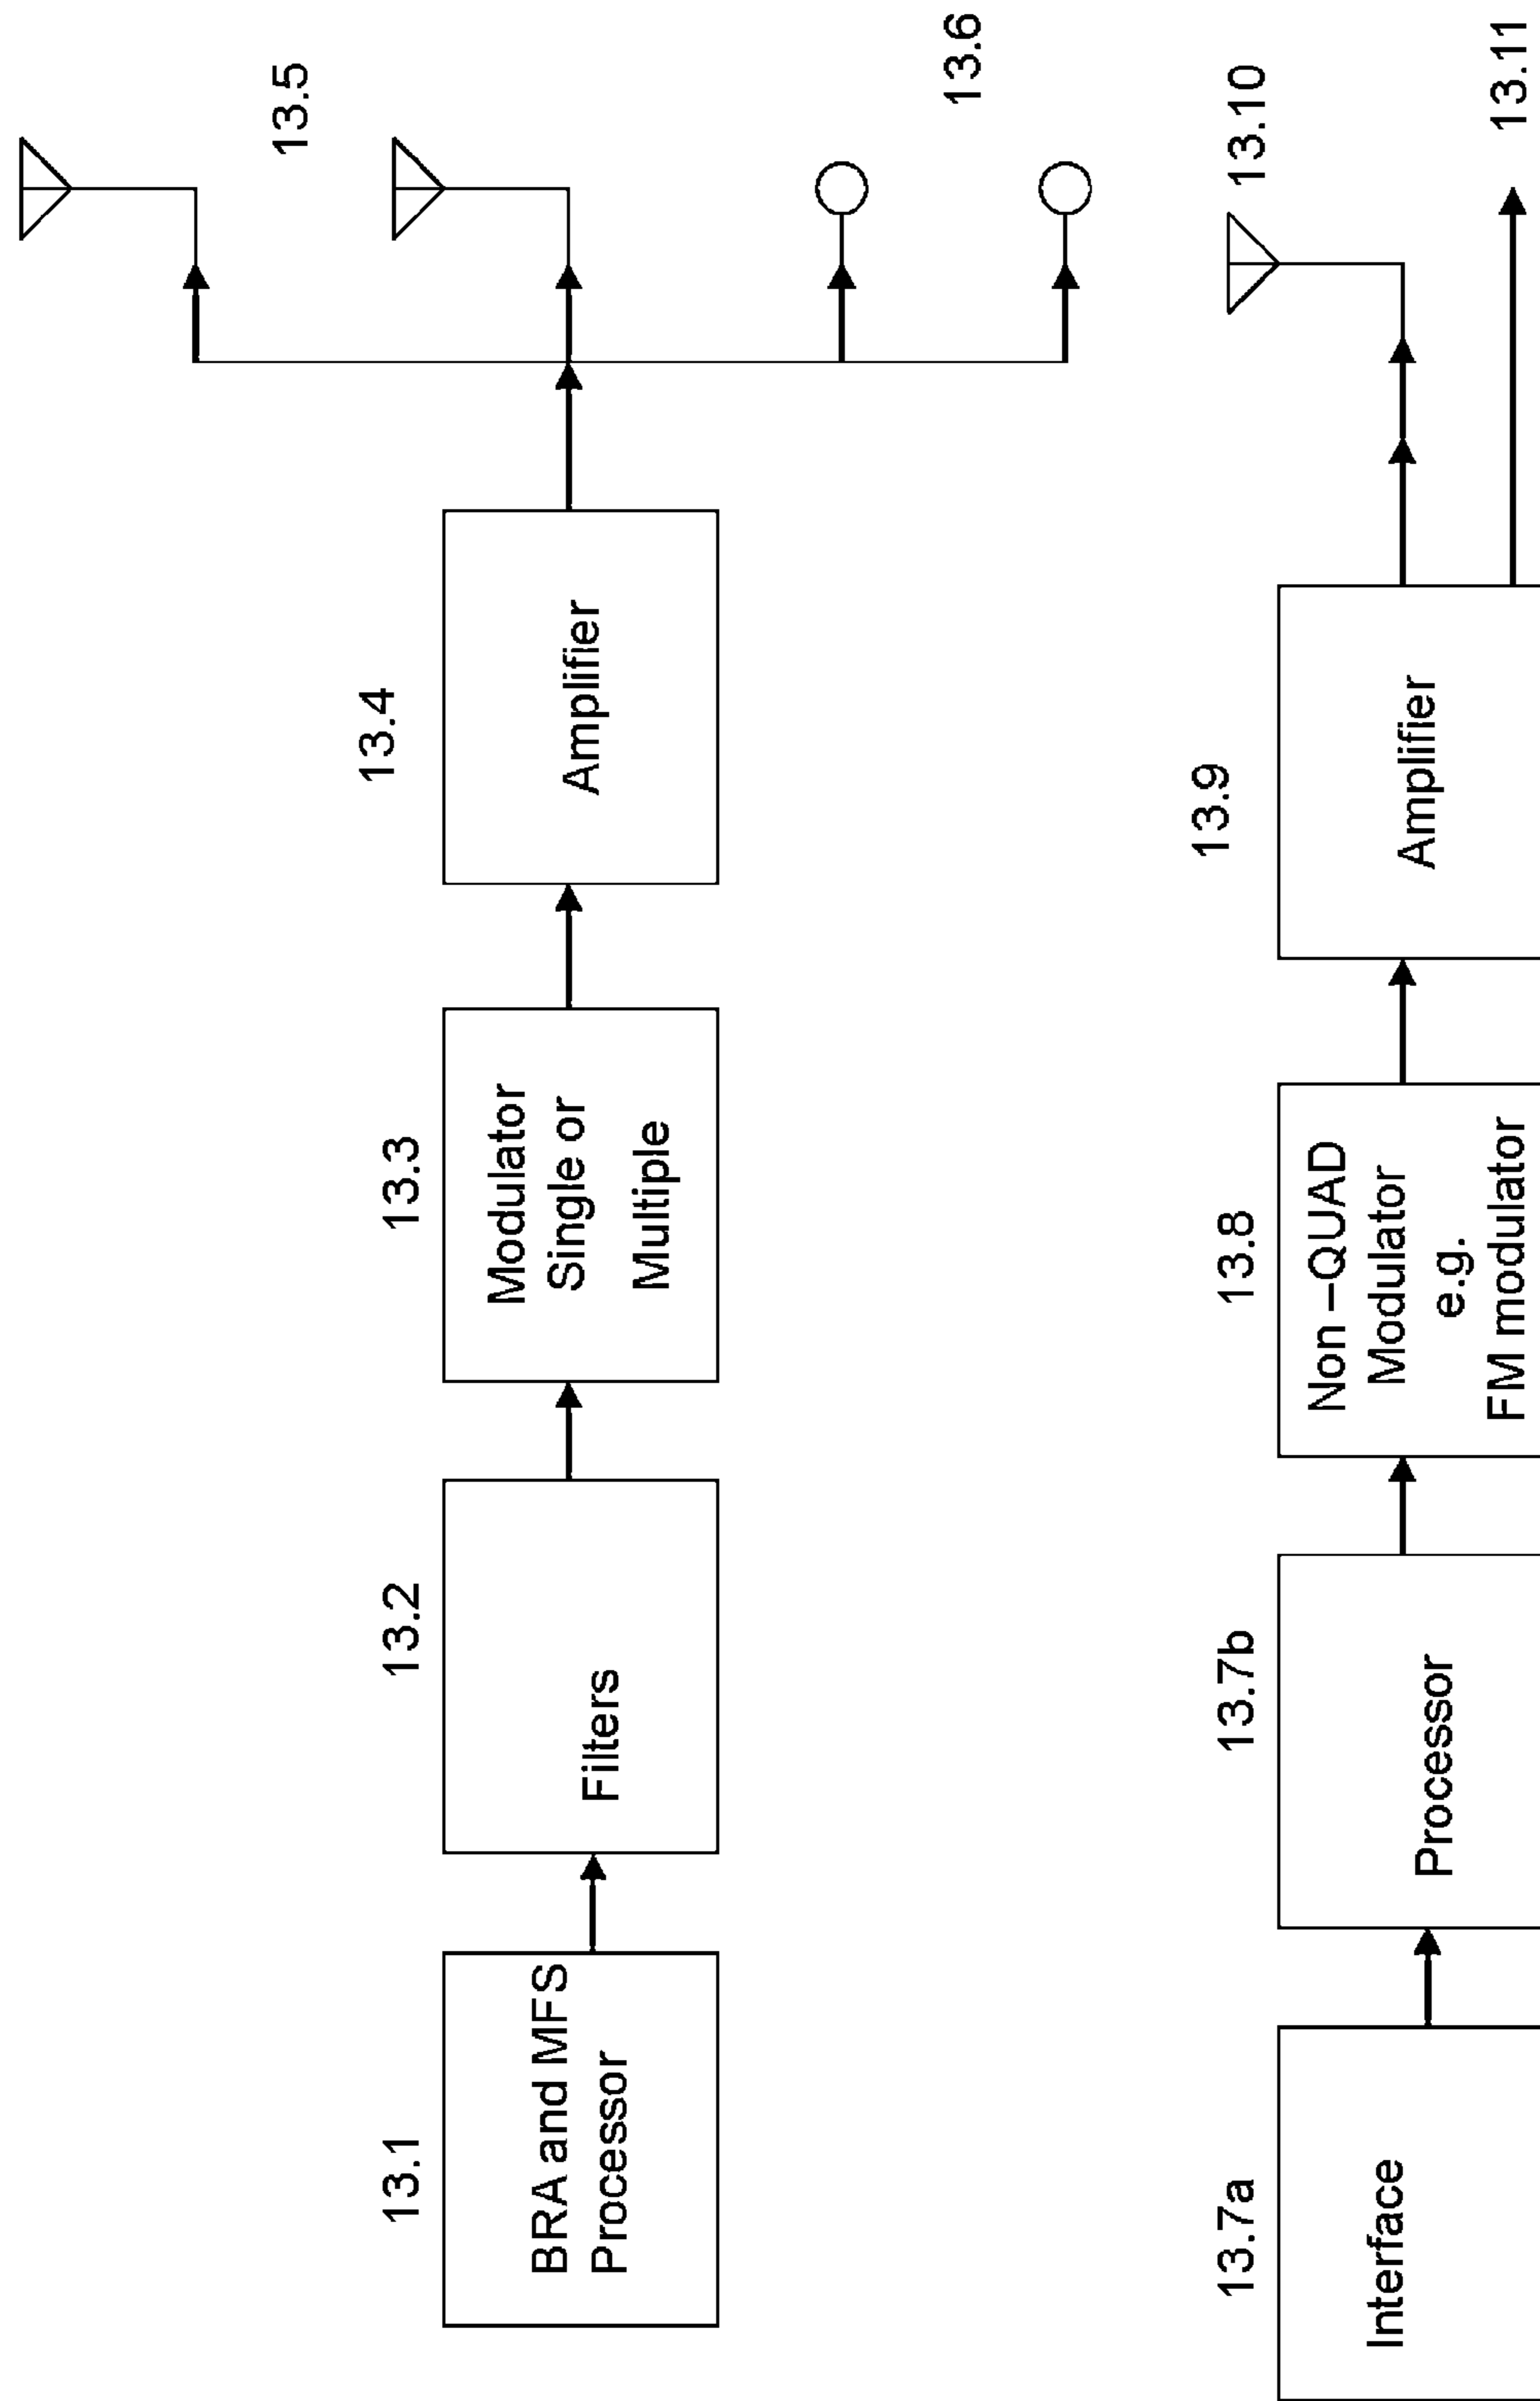 13.1
BRA and MFS
Processor
13.2
Filters
13.3
Modulator
Single or
Multiple
13.4
Amplifier
13.5
13.6
13.7a
Interface
13.7b
Processor
13.8
Non –QUAD
Modulator
e.g.
FM modulator
13.9
Amplifier
13.10
13.11